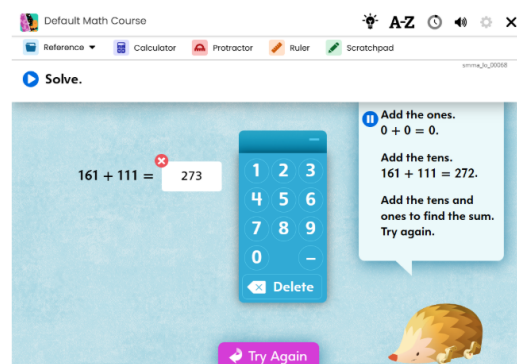 Default Math Course
A-Z
Reference
Calculator
Protractor
Ruler
Scratchpad
Solve.
161 + 111 =
273
1 2 3
4 5 6
7 8 9
0 −
Delete
Add the ones.
0 + 0 = 0.
Add the tens.
161 + 111 = 272.
Add the tens and
ones to find the sum.
Try again.
Try Again